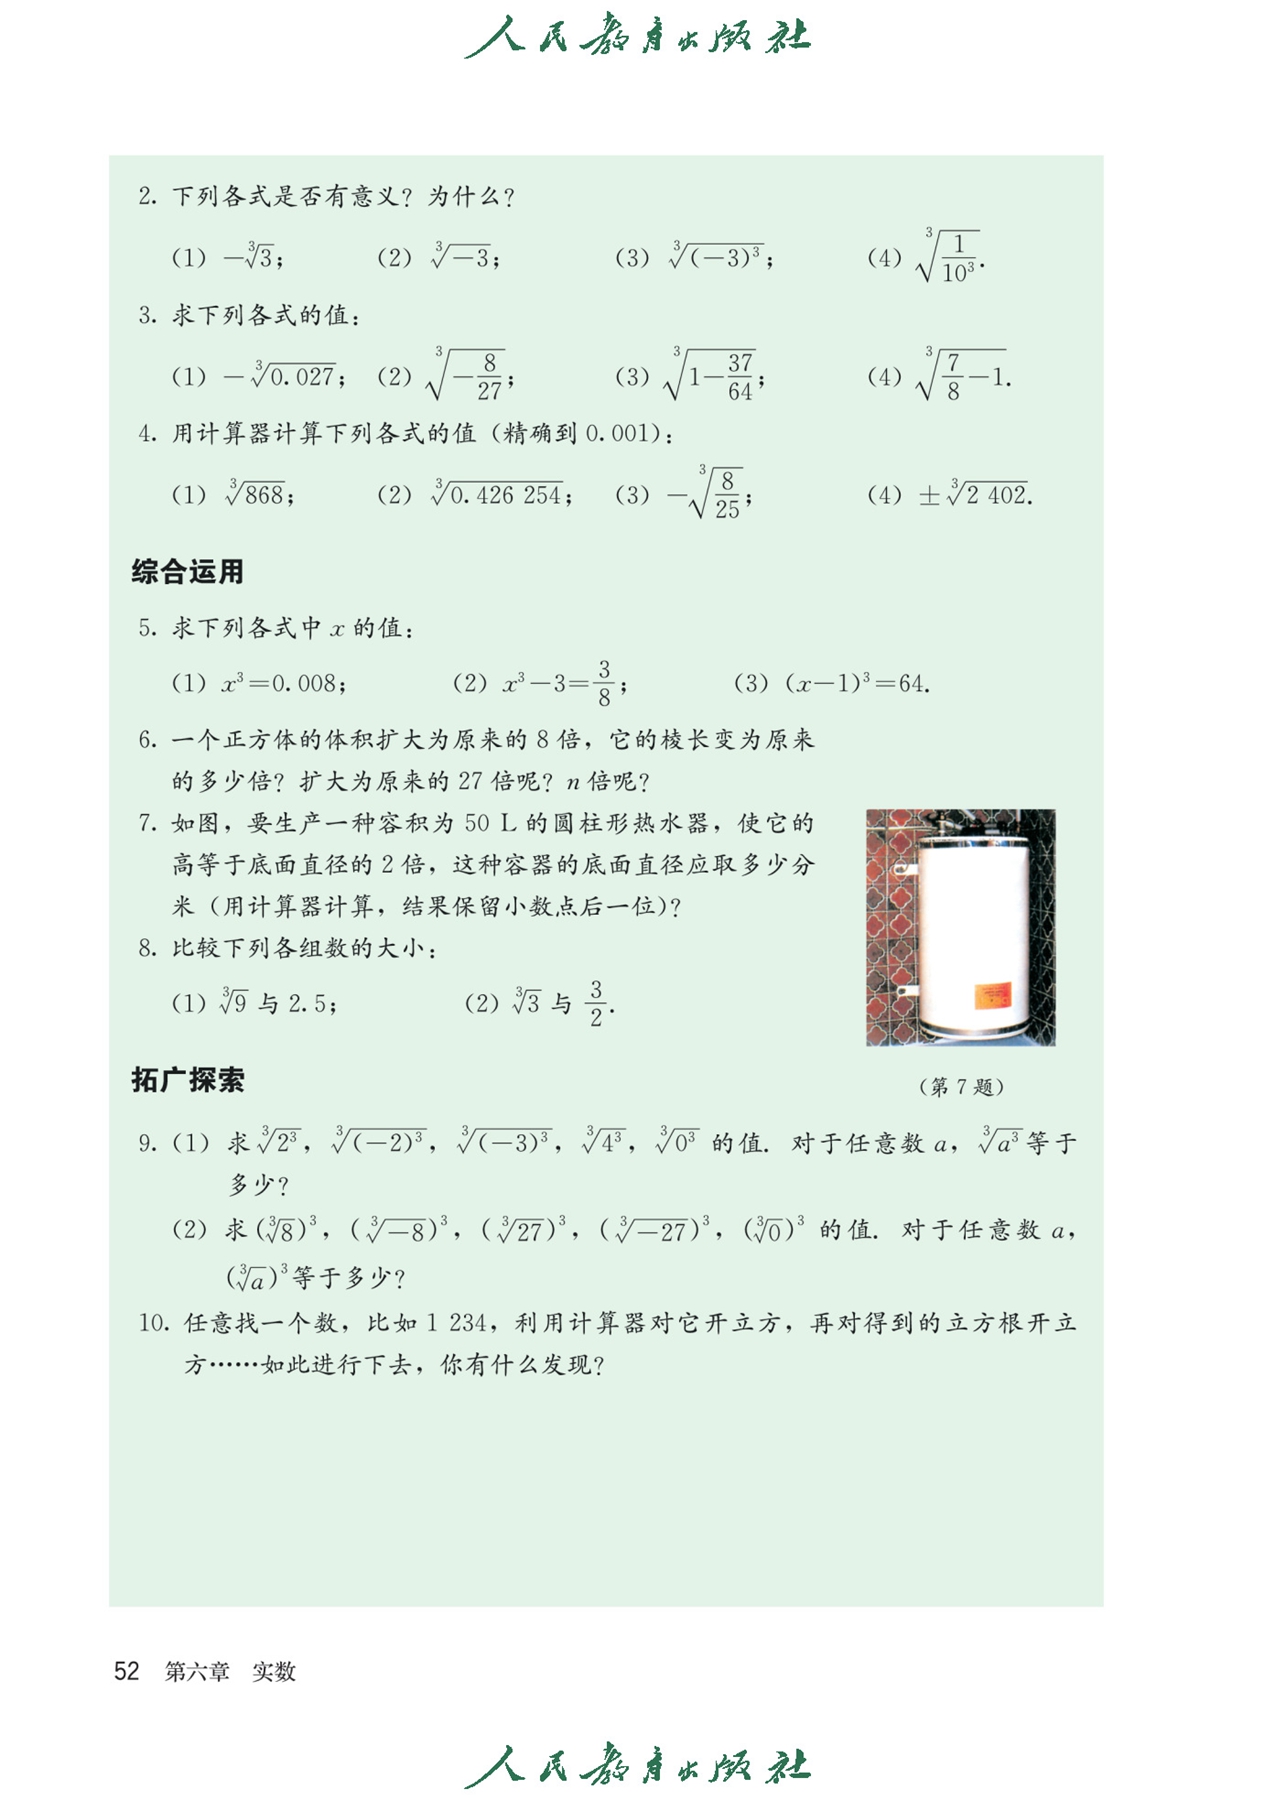 人民教育出版社
2. 下列各式是否有意义？为什么？
（1）$-\sqrt[3]{3}$；（2）$\sqrt[3]{-3}$；（3）$\sqrt[3]{(-3)^3}$；（4）$\sqrt[3]{\frac{1}{10^3}}$.
3. 求下列各式的值：
（1）$-\sqrt[3]{0.027}$；（2）$\sqrt[3]{-\frac{8}{27}}$；（3）$\sqrt[3]{1-\frac{37}{64}}$；（4）$\sqrt[3]{\frac{7}{8}-1}$.
4. 用计算器计算下列各式的值（精确到0.001）：
（1）$\sqrt[3]{868}$；（2）$\sqrt[3]{0.426 254}$；（3）$-\sqrt[3]{\frac{8}{25}}$；（4）$\pm\sqrt[3]{2 402}$.
综合运用
5. 求下列各式中 x 的值：
（1）$x^3=0.008$；（2）$x^3-3=\frac{3}{8}$；（3）$(x-1)^3=64$.
6. 一个正方体的体积扩大为原来的 8 倍，它的棱长变为原来
的多少倍？扩大为原来的 27 倍呢？n 倍呢？
7. 如图，要生产一种容积为 50 L 的圆柱形热水器，使它的
高等于底面直径的 2 倍，这种容器的底面直径应取多少分
米（用计算器计算，结果保留小数点后一位）？
8. 比较下列各组数的大小：
（1）$\sqrt[3]{9}$ 与 2.5；（2）$\sqrt[3]{3}$ 与 $\frac{3}{2}$.
（第 7 题）
拓广探索
9.（1）求 $\sqrt[3]{2^3}$，$\sqrt[3]{(-2)^3}$，$\sqrt[3]{(-3)^3}$，$\sqrt[3]{4^3}$，$\sqrt[3]{0^3}$ 的值. 对于任意数 a，$\sqrt[3]{a^3}$ 等于
多少？
（2）求 $(\sqrt[3]{8})^3$，$(\sqrt[3]{-8})^3$，$(\sqrt[3]{27})^3$，$(\sqrt[3]{-27})^3$，$(\sqrt[3]{0})^3$ 的值. 对于任意数 a，
$(\sqrt[3]{a})^3$ 等于多少？
10. 任意找一个数，比如 1 234，利用计算器对它开立方，再对得到的立方根开立
方……如此进行下去，你有什么发现？
52 第六章 实数
人民教育出版社